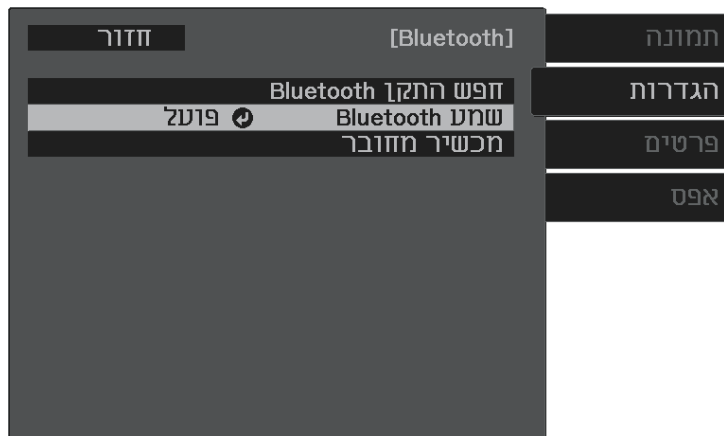 [Bluetooth] חזור
חפש התקן Bluetooth
שמע Bluetooth פועל
מכשיר מחובר
תמונה
הגדרות
פרטים
אפס